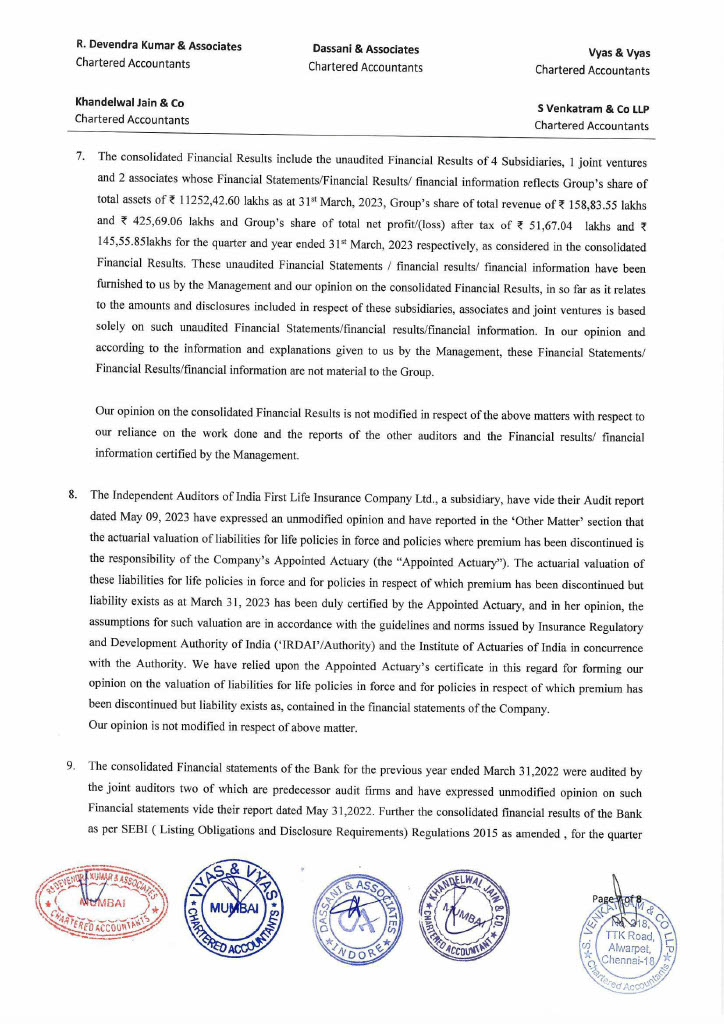 R. Devendra Kumar & Associates
Chartered Accountants
Dassani & Associates
Chartered Accountants
Vyas & Vyas
Chartered Accountants
Khandelwal Jain & Co
Chartered Accountants
S Venkatram & Co LLP
Chartered Accountants
7. The consolidated Financial Results include the unaudited Financial Results of 4 Subsidiaries, 1 joint ventures
and 2 associates whose Financial Statements/Financial Results/ financial information reflects Group's share of
total assets of ₹ 11252,42.60 lakhs as at 31st March, 2023, Group's share of total revenue of ₹ 158,83.55 lakhs
and ₹ 425,69.06 lakhs and Group's share of total net profit/(loss) after tax of ₹ 51,67.04 lakhs and ₹
145,55.85lakhs for the quarter and year ended 31st March, 2023 respectively, as considered in the consolidated
Financial Results. These unaudited Financial Statements / financial results/ financial information have been
furnished to us by the Management and our opinion on the consolidated Financial Results, in so far as it relates
to the amounts and disclosures included in respect of these subsidiaries, associates and joint ventures is based
solely on such unaudited Financial Statements/financial results/financial information. In our opinion and
according to the information and explanations given to us by the Management, these Financial Statements/
Financial Results/financial information are not material to the Group.
Our opinion on the consolidated Financial Results is not modified in respect of the above matters with respect to
our reliance on the work done and the reports of the other auditors and the Financial results/ financial
information certified by the Management.
8. The Independent Auditors of India First Life Insurance Company Ltd., a subsidiary, have vide their Audit report
dated May 09, 2023 have expressed an unmodified opinion and have reported in the 'Other Matter' section that
the actuarial valuation of liabilities for life policies in force and policies where premium has been discontinued is
the responsibility of the Company's Appointed Actuary (the "Appointed Actuary"). The actuarial valuation of
these liabilities for life policies in force and for policies in respect of which premium has been discontinued but
liability exists as at March 31, 2023 has been duly certified by the Appointed Actuary, and in her opinion, the
assumptions for such valuation are in accordance with the guidelines and norms issued by Insurance Regulatory
and Development Authority of India ('IRDAI'/Authority) and the Institute of Actuaries of India in concurrence
with the Authority. We have relied upon the Appointed Actuary's certificate in this regard for forming our
opinion on the valuation of liabilities for life policies in force and for policies in respect of which premium has
been discontinued but liability exists as, contained in the financial statements of the Company.
Our opinion is not modified in respect of above matter.
9. The consolidated Financial statements of the Bank for the previous year ended March 31,2022 were audited by
the joint auditors two of which are predecessor audit firms and have expressed unmodified opinion on such
Financial statements vide their report dated May 31,2022. Further the consolidated financial results of the Bank
as per SEBI ( Listing Obligations and Disclosure Requirements) Regulations 2015 as amended , for the quarter
R. DEVENDRA KUMAR & ASSOCIATES
MUMBAI
CHARTERED ACCOUNTANTS
VYAS & VYAS
MUMBAI
CHARTERED ACCOUNTANTS
DASSANI & ASSOCIATES
CA
INDORE
KHANDELWAL JAIN & CO.
MUMBAI
CHARTERED ACCOUNTANT
Page 7 of 8
S. VENKATRAM & CO LLP
218,
TTK Road,
Alwarpet,
Chennai-18
Chartered Accountants